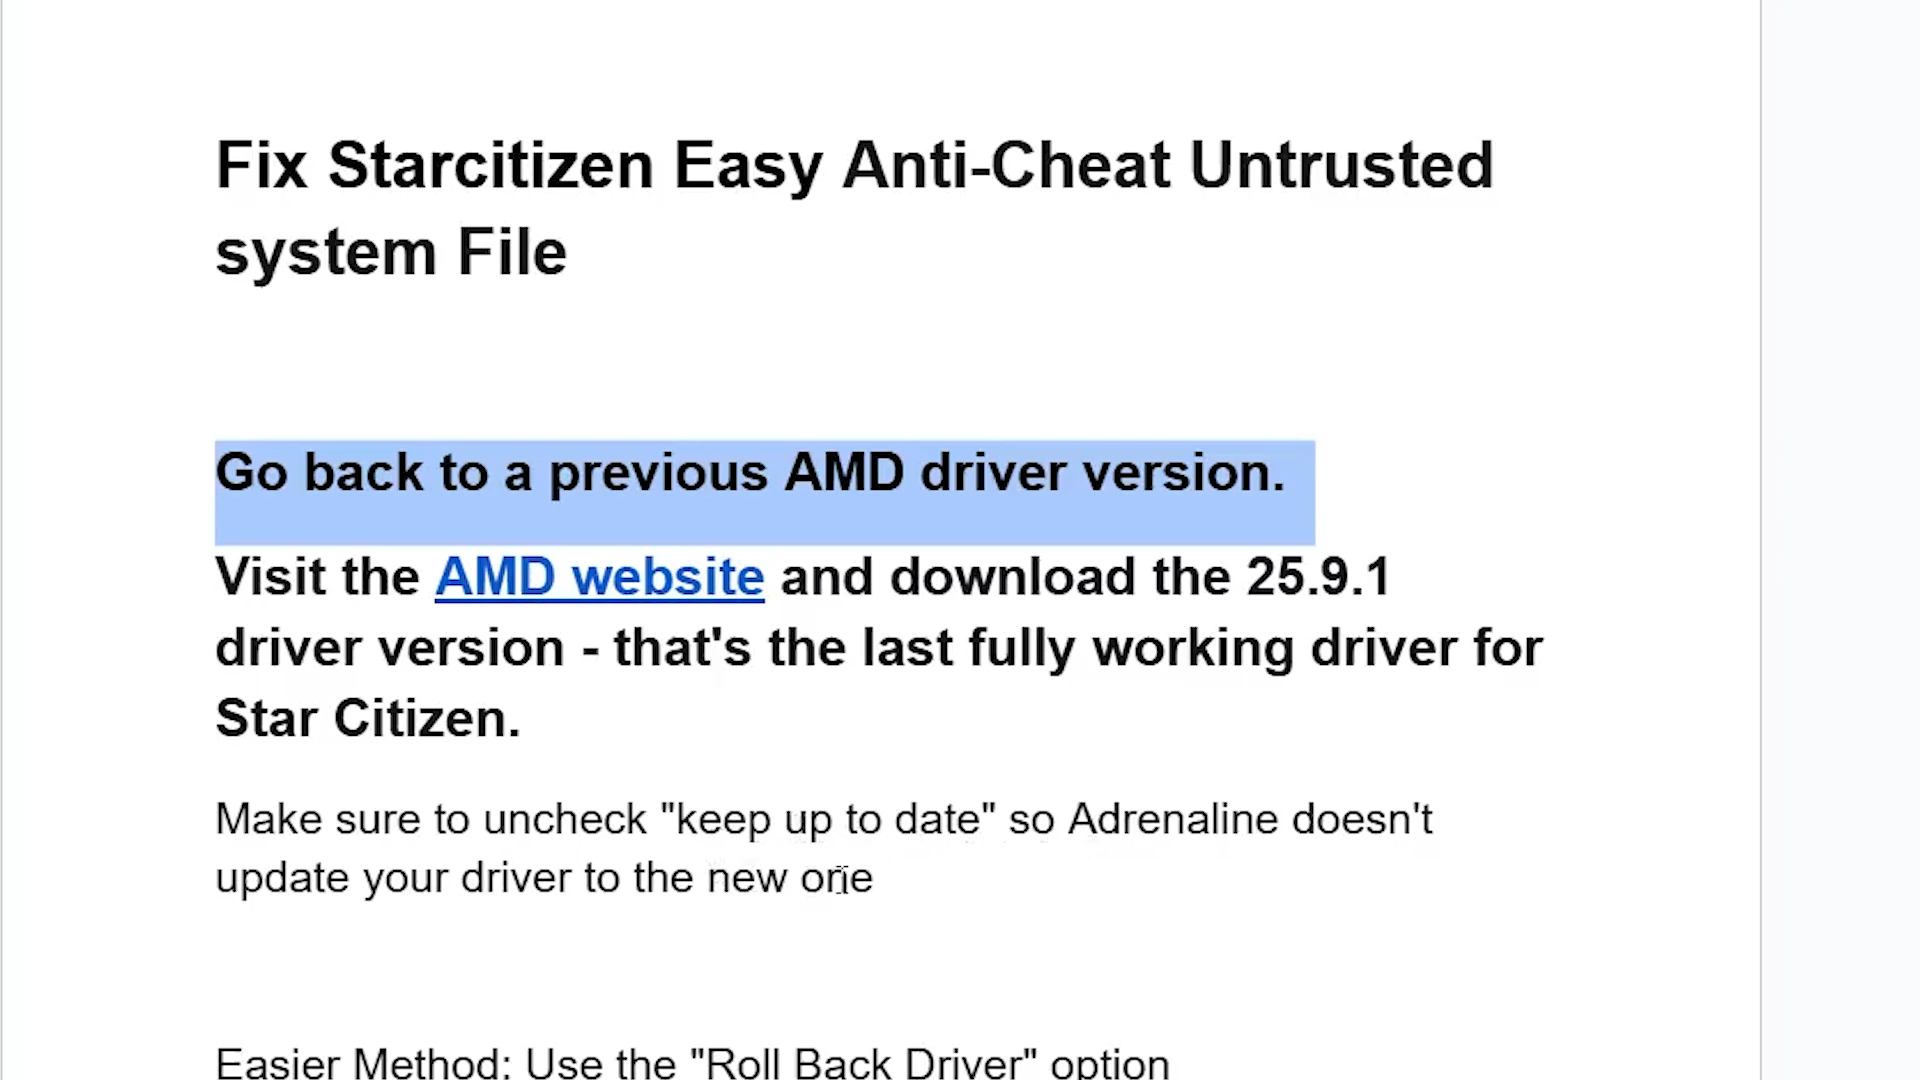 Fix Starcitizen Easy Anti-Cheat Untrusted
system File
Go back to a previous AMD driver version.
Visit the AMD website and download the 25.9.1
driver version - that's the last fully working driver for
Star Citizen.
Make sure to uncheck "keep up to date" so Adrenaline doesn't
update your driver to the new one
Easier Method: Use the "Roll Back Driver" option